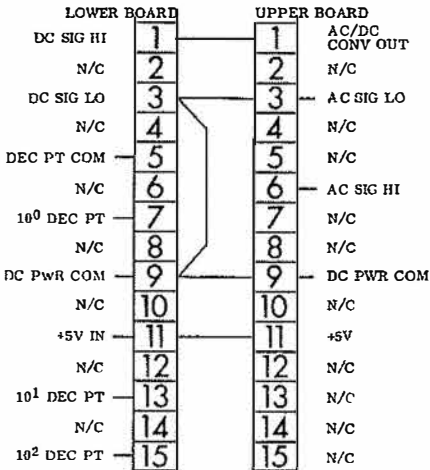 LOWER BOARD UPPER BOARD
DC SIG HI 1 1 AC/DC CONV OUT
N/C 2 2 N/C
DC SIG LO 3 3 AC SIG LO
N/C 4 4 N/C
DEC PT COM 5 5 N/C
N/C 6 6 AC SIG HI
10⁰ DEC PT 7 7 N/C
N/C 8 8 N/C
DC PWR COM 9 9 DC PWR COM
N/C 10 10 N/C
+5V IN 11 11 +5V
N/C 12 12 N/C
10¹ DEC PT 13 13 N/C
N/C 14 14 N/C
10² DEC PT 15 15 N/C